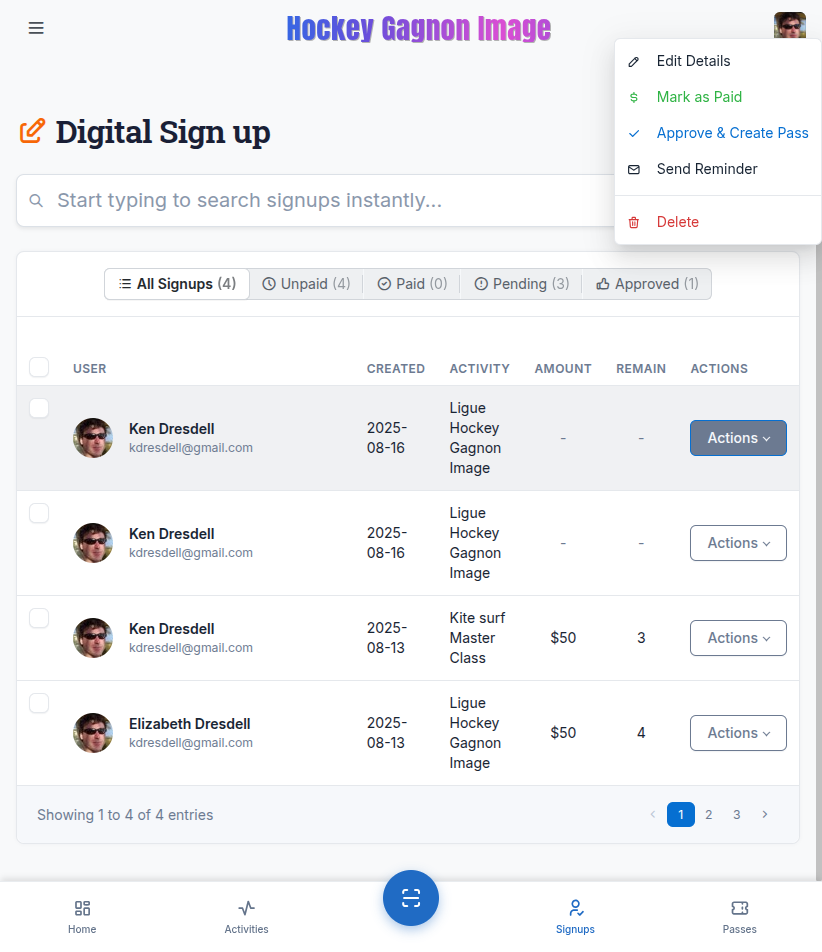 Hockey Gagnon Image
Edit Details
Mark as Paid
Approve & Create Pass
Send Reminder
Delete
Digital Sign up
Start typing to search signups instantly...
All Signups (4) Unpaid (4) Paid (0) Pending (3) Approved (1)
USER CREATED ACTIVITY AMOUNT REMAIN ACTIONS
Ken Dresdell
kdresdell@gmail.com
2025-
08-16
Ligue
Hockey
Gagnon
Image
- - Actions
Ken Dresdell
kdresdell@gmail.com
2025-
08-16
Ligue
Hockey
Gagnon
Image
- - Actions
Ken Dresdell
kdresdell@gmail.com
2025-
08-13
Kite surf
Master
Class
$50 3 Actions
Elizabeth Dresdell
kdresdell@gmail.com
2025-
08-13
Ligue
Hockey
Gagnon
Image
$50 4 Actions
Showing 1 to 4 of 4 entries
1 2 3
Home Activities Signups Passes